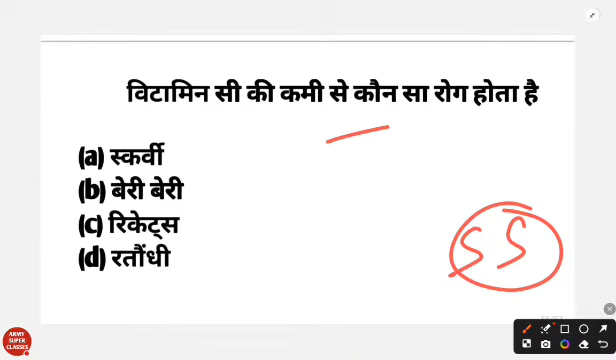 विटामिन सी की कमी से कौन सा रोग होता है
(a) स्कर्वी
(b) बेरी बेरी
(c) रिकेट्स
(d) रतौंधी
S S
ARMY
SUPER
CLASSES